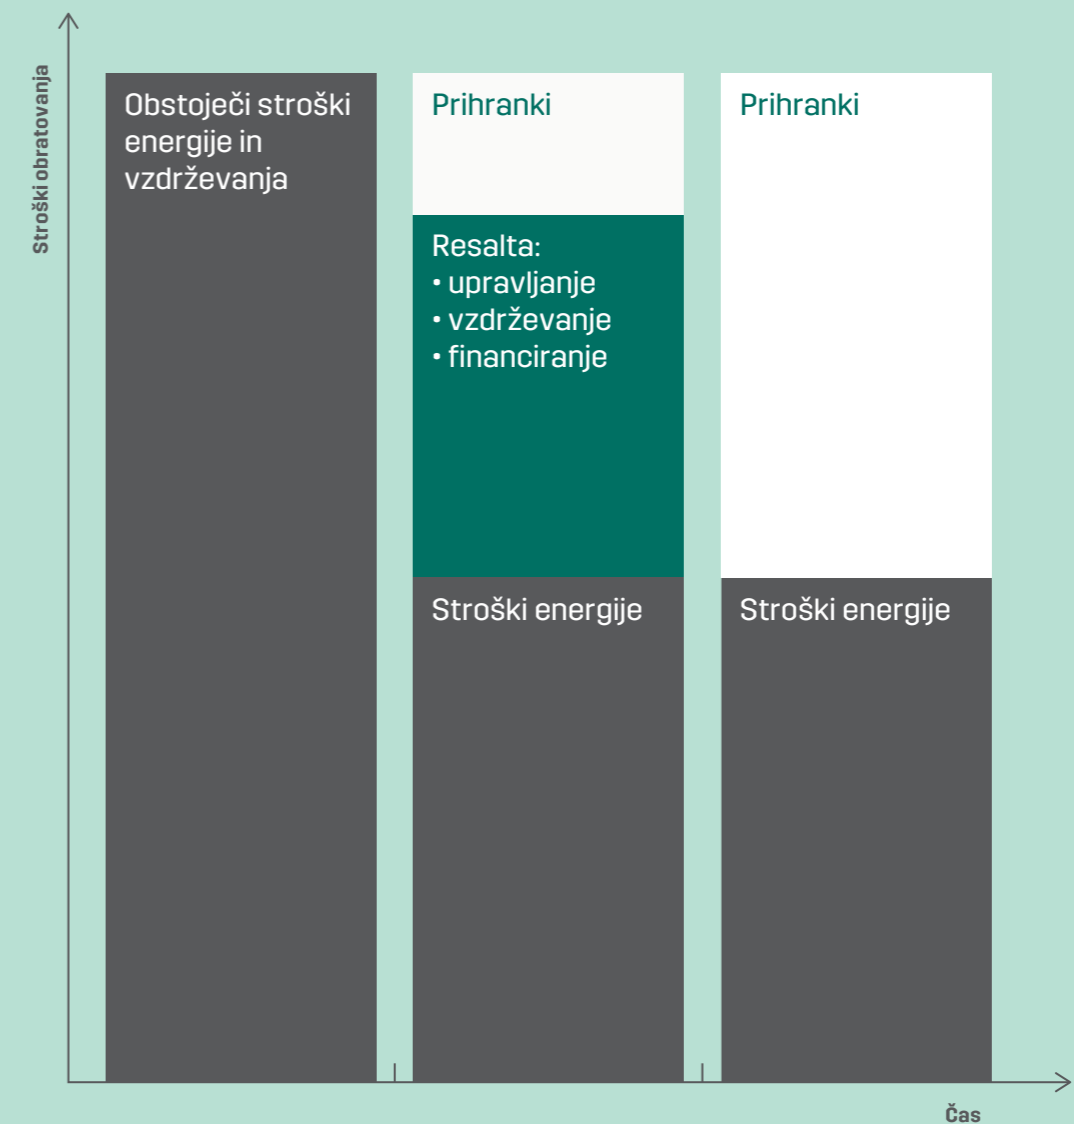 Stroški obratovanja
Obstoječi stroški
energije in
vzdrževanja
Prihranki
Resalta:
• upravljanje
• vzdrževanje
• financiranje
Stroški energije
Prihranki
Stroški energije
Čas